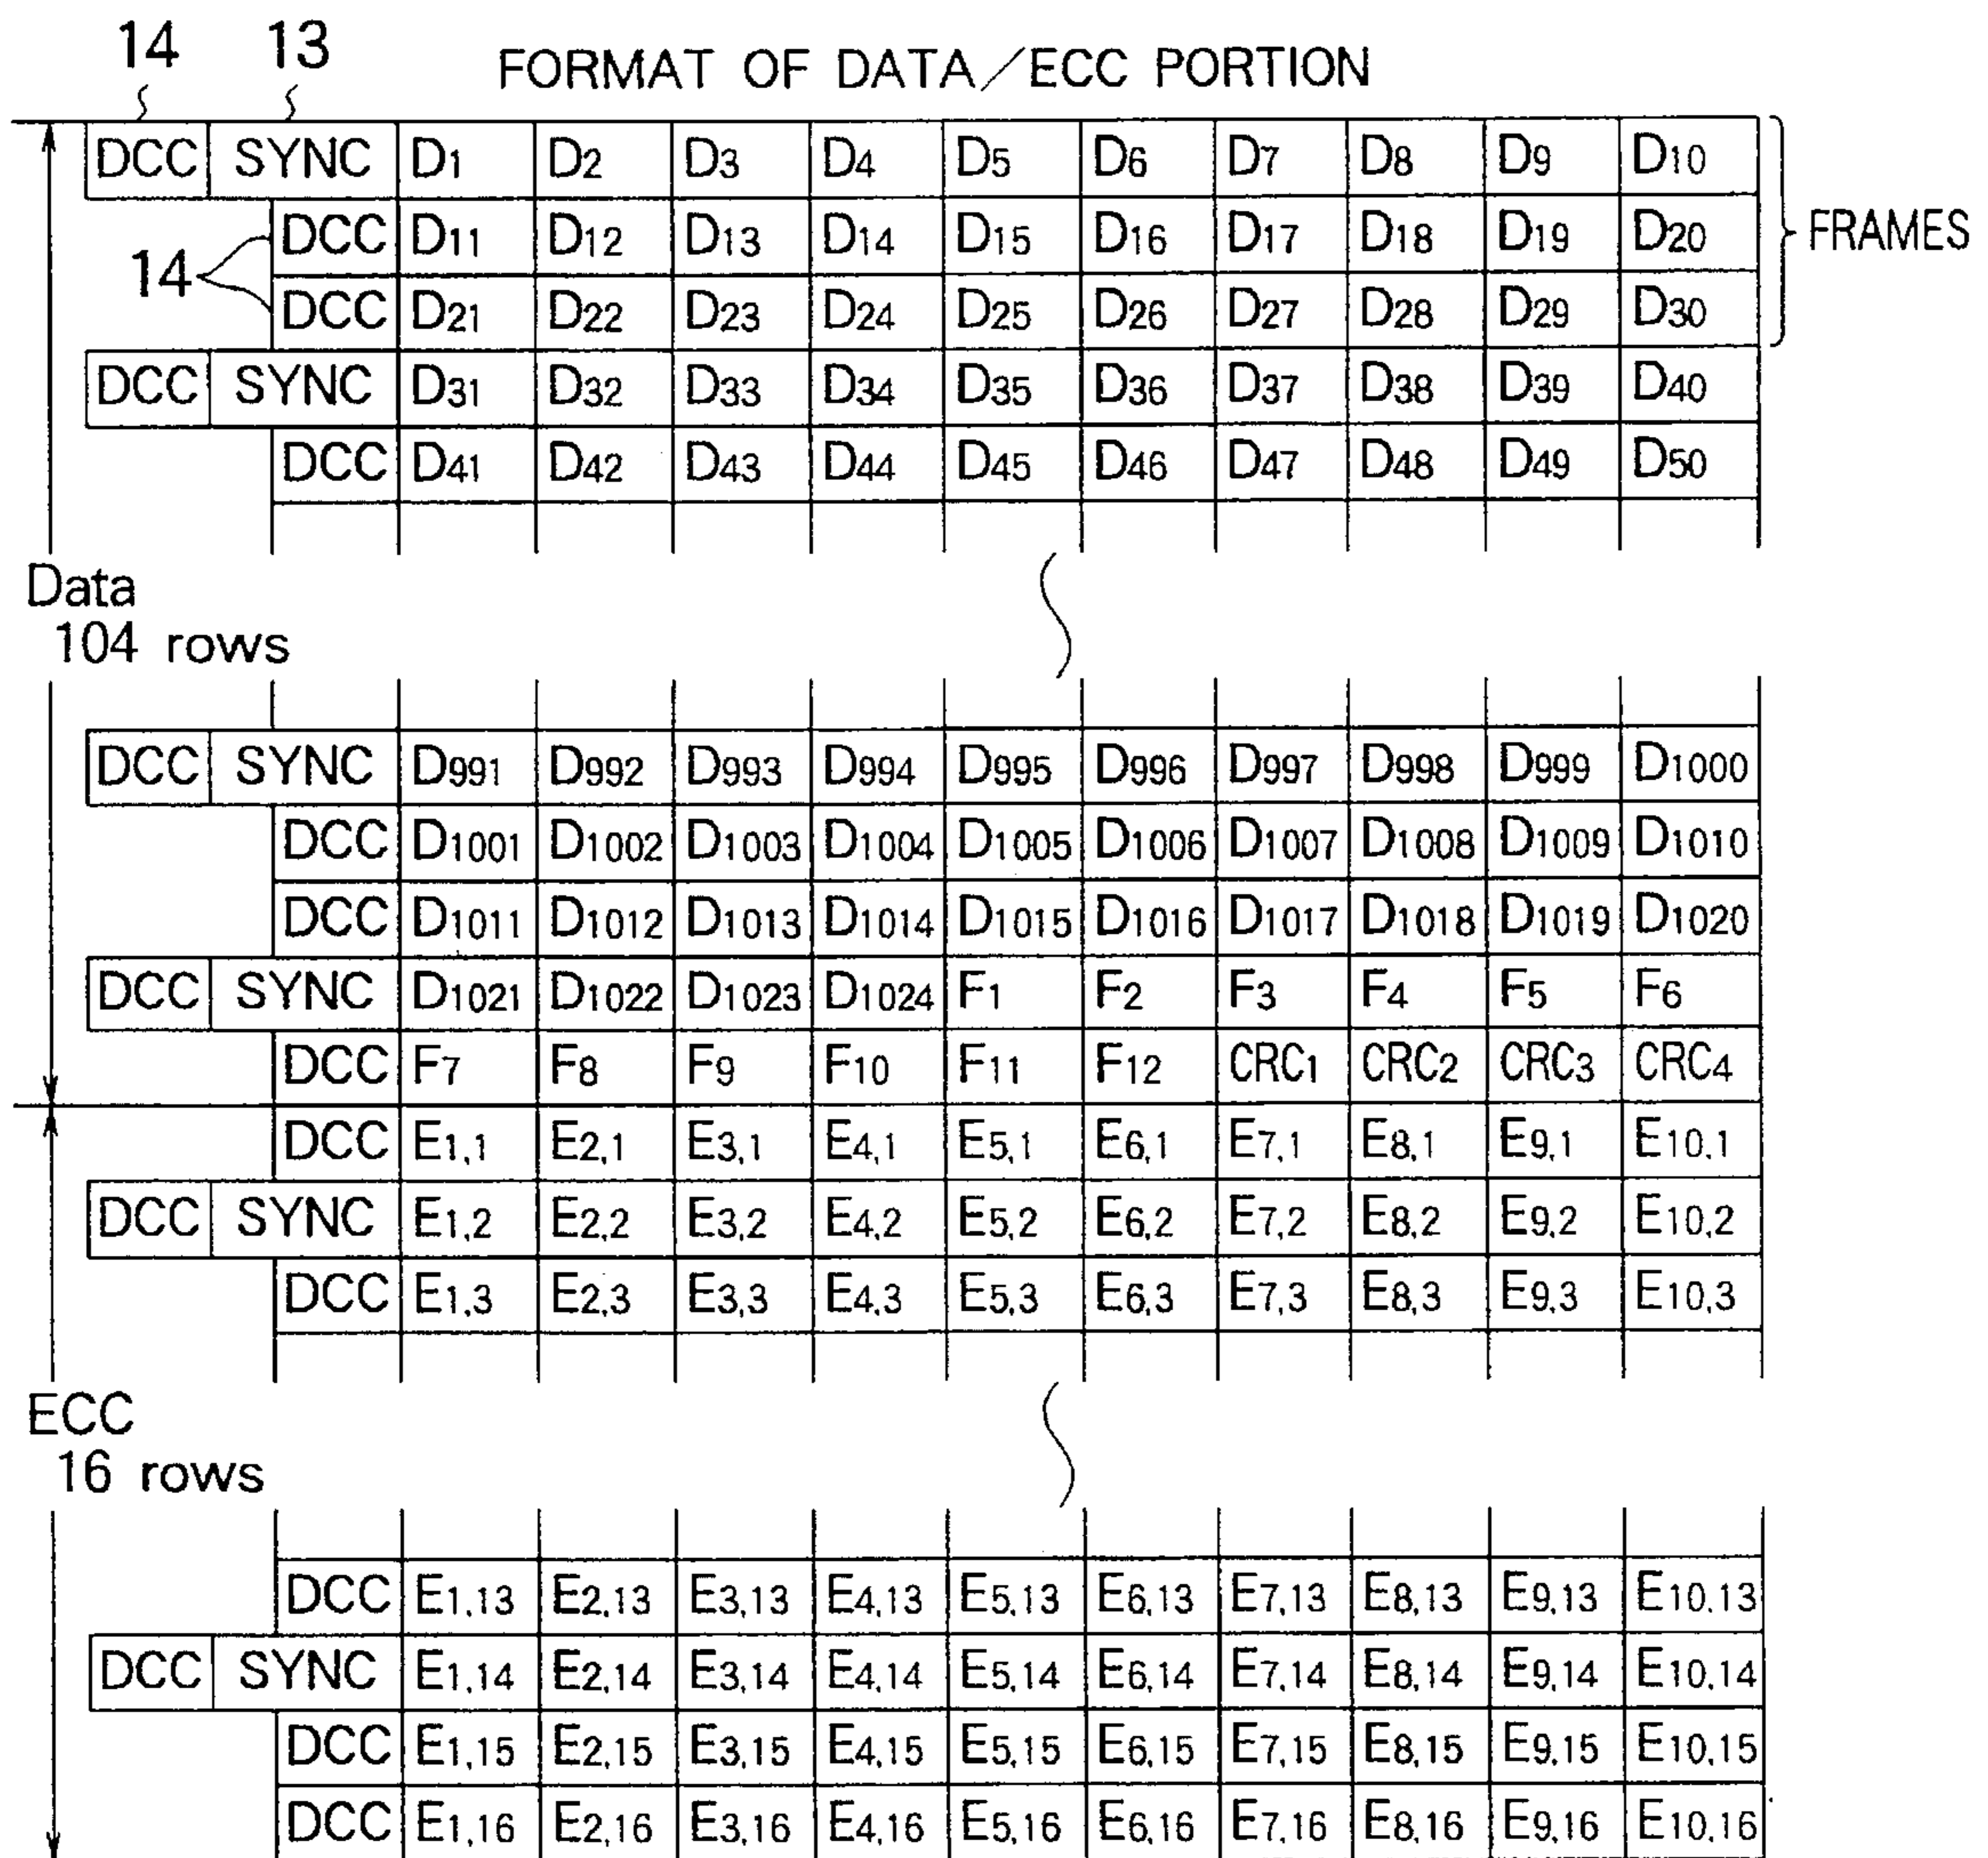 14 13 FORMAT OF DATA/ECC PORTION
DCC SYNC D1 D2 D3 D4 D5 D6 D7 D8 D9 D10
DCC D11 D12 D13 D14 D15 D16 D17 D18 D19 D20 FRAMES
14 DCC D21 D22 D23 D24 D25 D26 D27 D28 D29 D30
DCC SYNC D31 D32 D33 D34 D35 D36 D37 D38 D39 D40
DCC D41 D42 D43 D44 D45 D46 D47 D48 D49 D50
Data
104 rows
DCC SYNC D991 D992 D993 D994 D995 D996 D997 D998 D999 D1000
DCC D1001 D1002 D1003 D1004 D1005 D1006 D1007 D1008 D1009 D1010
DCC D1011 D1012 D1013 D1014 D1015 D1016 D1017 D1018 D1019 D1020
DCC SYNC D1021 D1022 D1023 D1024 F1 F2 F3 F4 F5 F6
DCC F7 F8 F9 F10 F11 F12 CRC1 CRC2 CRC3 CRC4
DCC E1,1 E2,1 E3,1 E4,1 E5,1 E6,1 E7,1 E8,1 E9,1 E10,1
DCC SYNC E1,2 E2,2 E3,2 E4,2 E5,2 E6,2 E7,2 E8,2 E9,2 E10,2
DCC E1,3 E2,3 E3,3 E4,3 E5,3 E6,3 E7,3 E8,3 E9,3 E10,3
ECC
16 rows
DCC E1,13 E2,13 E3,13 E4,13 E5,13 E6,13 E7,13 E8,13 E9,13 E10,13
DCC SYNC E1,14 E2,14 E3,14 E4,14 E5,14 E6,14 E7,14 E8,14 E9,14 E10,14
DCC E1,15 E2,15 E3,15 E4,15 E5,15 E6,15 E7,15 E8,15 E9,15 E10,15
DCC E1,16 E2,16 E3,16 E4,16 E5,16 E6,16 E7,16 E8,16 E9,16 E10,16